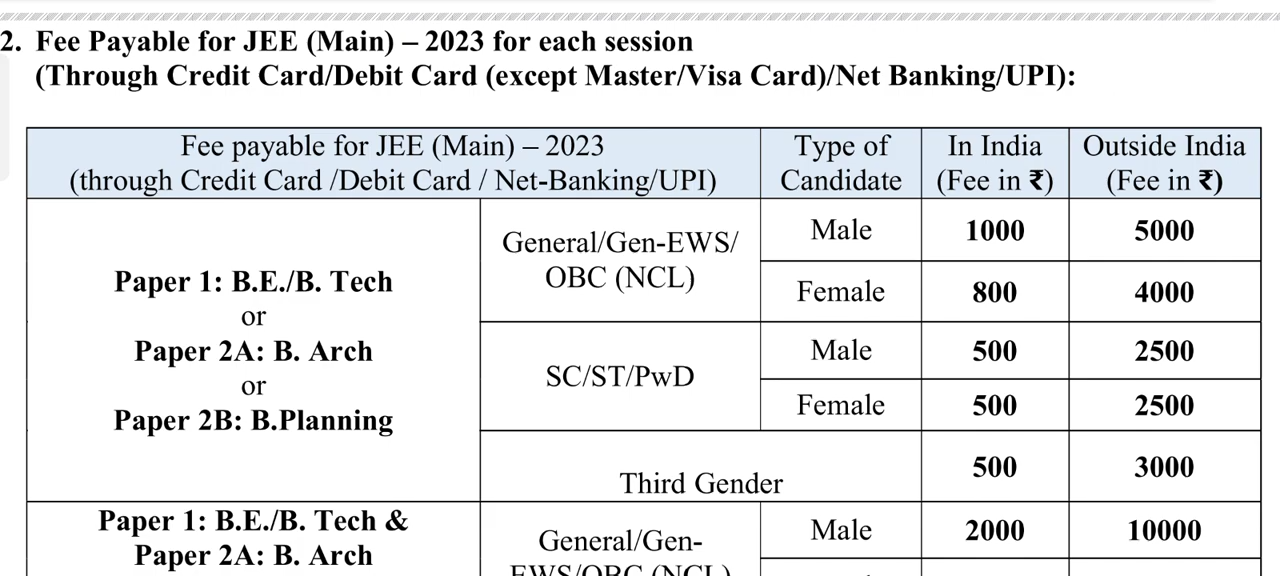 2. Fee Payable for JEE (Main) – 2023 for each session
(Through Credit Card/Debit Card (except Master/Visa Card)/Net Banking/UPI):
Fee payable for JEE (Main) – 2023
(through Credit Card /Debit Card / Net-Banking/UPI)
Type of
Candidate
In India
(Fee in ₹)
Outside India
(Fee in ₹)
Paper 1: B.E./B. Tech
or
Paper 2A: B. Arch
or
Paper 2B: B.Planning
General/Gen-EWS/
OBC (NCL)
Male
1000
5000
Female
800
4000
SC/ST/PwD
Male
500
2500
Female
500
2500
Third Gender
500
3000
Paper 1: B.E./B. Tech &
Paper 2A: B. Arch
General/Gen-
EWS/OBC (NCL)
Male
2000
10000